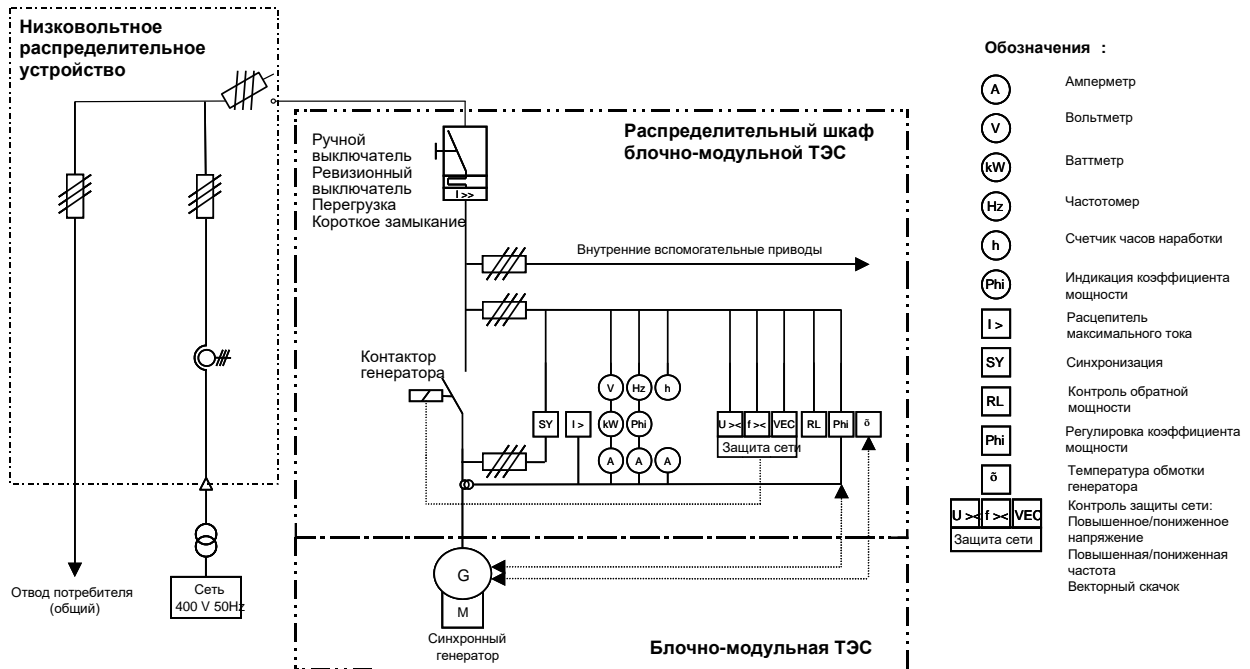 Низковольтное
распределительное
устройство
Распределительный шкаф
блочно-модульной ТЭС
Ручной
выключатель
Ревизионный
выключатель
Перегрузка
Короткое замыкание
I >>
Внутренние вспомогательные приводы
Контактор
генератора
V Hz h
SY I > kW Phi U >< f >< VEC RL Phi õ
Защита сети
A A A
G
M
Синхронный
генератор
Блочно-модульная ТЭС
Отвод потребителя
(общий)
Сеть
400 V 50Hz
Обозначения :
A Амперметр
V Вольтметр
kW Ваттметр
Hz Частотомер
h Счетчик часов наработки
Phi Индикация коэффициента
мощности
I > Расцепитель
максимального тока
SY Синхронизация
RL Контроль обратной
мощности
Phi Регулировка коэффициента
мощности
õ Температура обмотки
генератора
U >< f >< VEC
Защита сети
Контроль защиты сети:
Повышенное/пониженное
напряжение
Повышенная/пониженная
частота
Векторный скачок